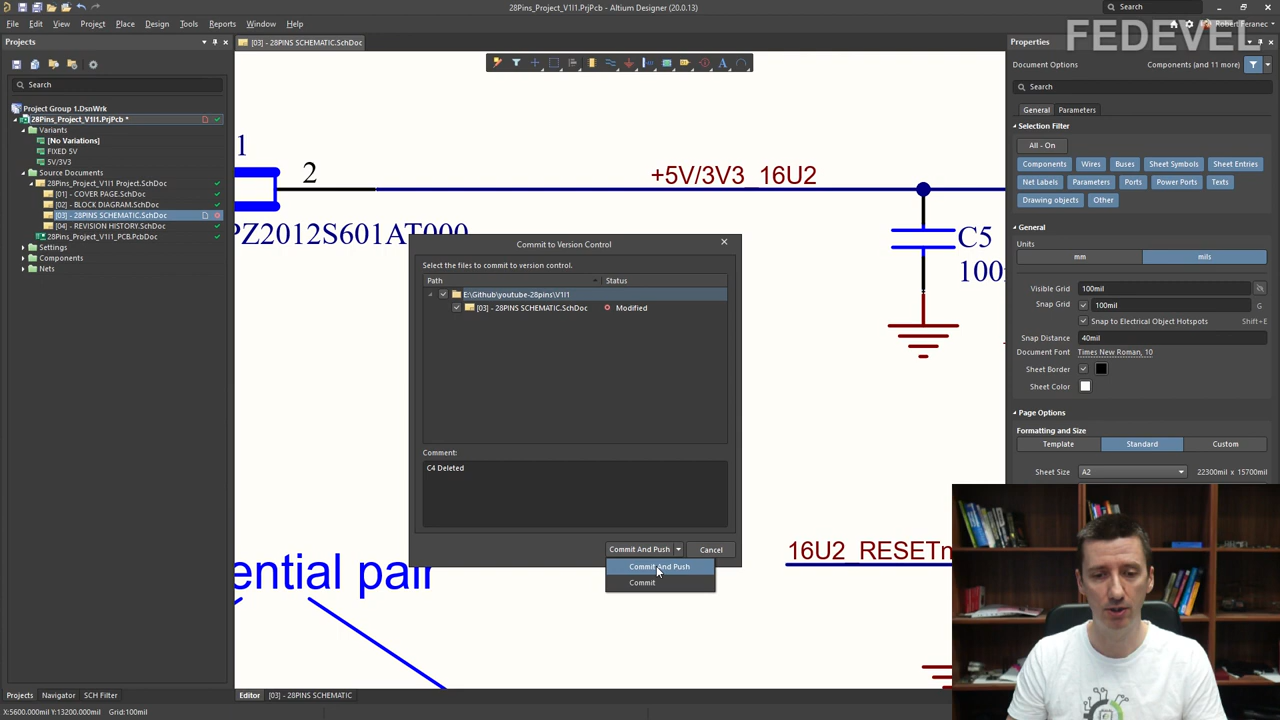 28Pins_Project_V1I1.PrjPcb - Altium Designer (20.0.13)
Search
File Edit View Project Place Design Tools Reports Window Help
Robert Feranec
FEDEVEL
Projects
[03] - 28PINS SCHEMATIC.SchDoc
Properties
Document Options
Components (and 11 more)
Search
Search
Project Group 1.DsnWrk
28Pins_Project_V1I1.PrjPcb *
Variants
[No Variations]
FIXED 5V
5V/3V3
Source Documents
28Pins_Project_V1I1 Project.SchDoc
[01] - COVER PAGE.SchDoc
[02] - BLOCK DIAGRAM.SchDoc
[03] - 28PINS SCHEMATIC.SchDoc
[04] - REVISION HISTORY.SchDoc
28Pins_Project_V1I1_PCB.PcbDoc
Settings
Components
Nets
1
2
+5V/3V3_16U2
PZ2012S601AT000
C5
100
Commit to Version Control
Select the files to commit to version control.
Path
Status
E:\Github\youtube-28pins\V1I1
[03] - 28PINS SCHEMATIC.SchDoc
Modified
Comment:
C4 Deleted
Commit And Push
Cancel
Commit And Push
Commit
ential pair
16U2_RESETn
General
Parameters
Selection Filter
All - On
Components
Wires
Buses
Sheet Symbols
Sheet Entries
Net Labels
Parameters
Ports
Power Ports
Texts
Drawing objects
Other
General
Units
mm
mils
Visible Grid
100mil
Snap Grid
100mil
G
Snap to Electrical Object Hotspots
Shift+E
Snap Distance
40mil
Document Font
Times New Roman, 10
Sheet Border
Sheet Color
Page Options
Formatting and Size
Template
Standard
Custom
Sheet Size
A2
22300mil x 15700mil
Projects
Navigator
SCH Filter
Editor
[03] - 28PINS SCHEMATIC
X:5600.000mil Y:13200.000mil Grid:100mil